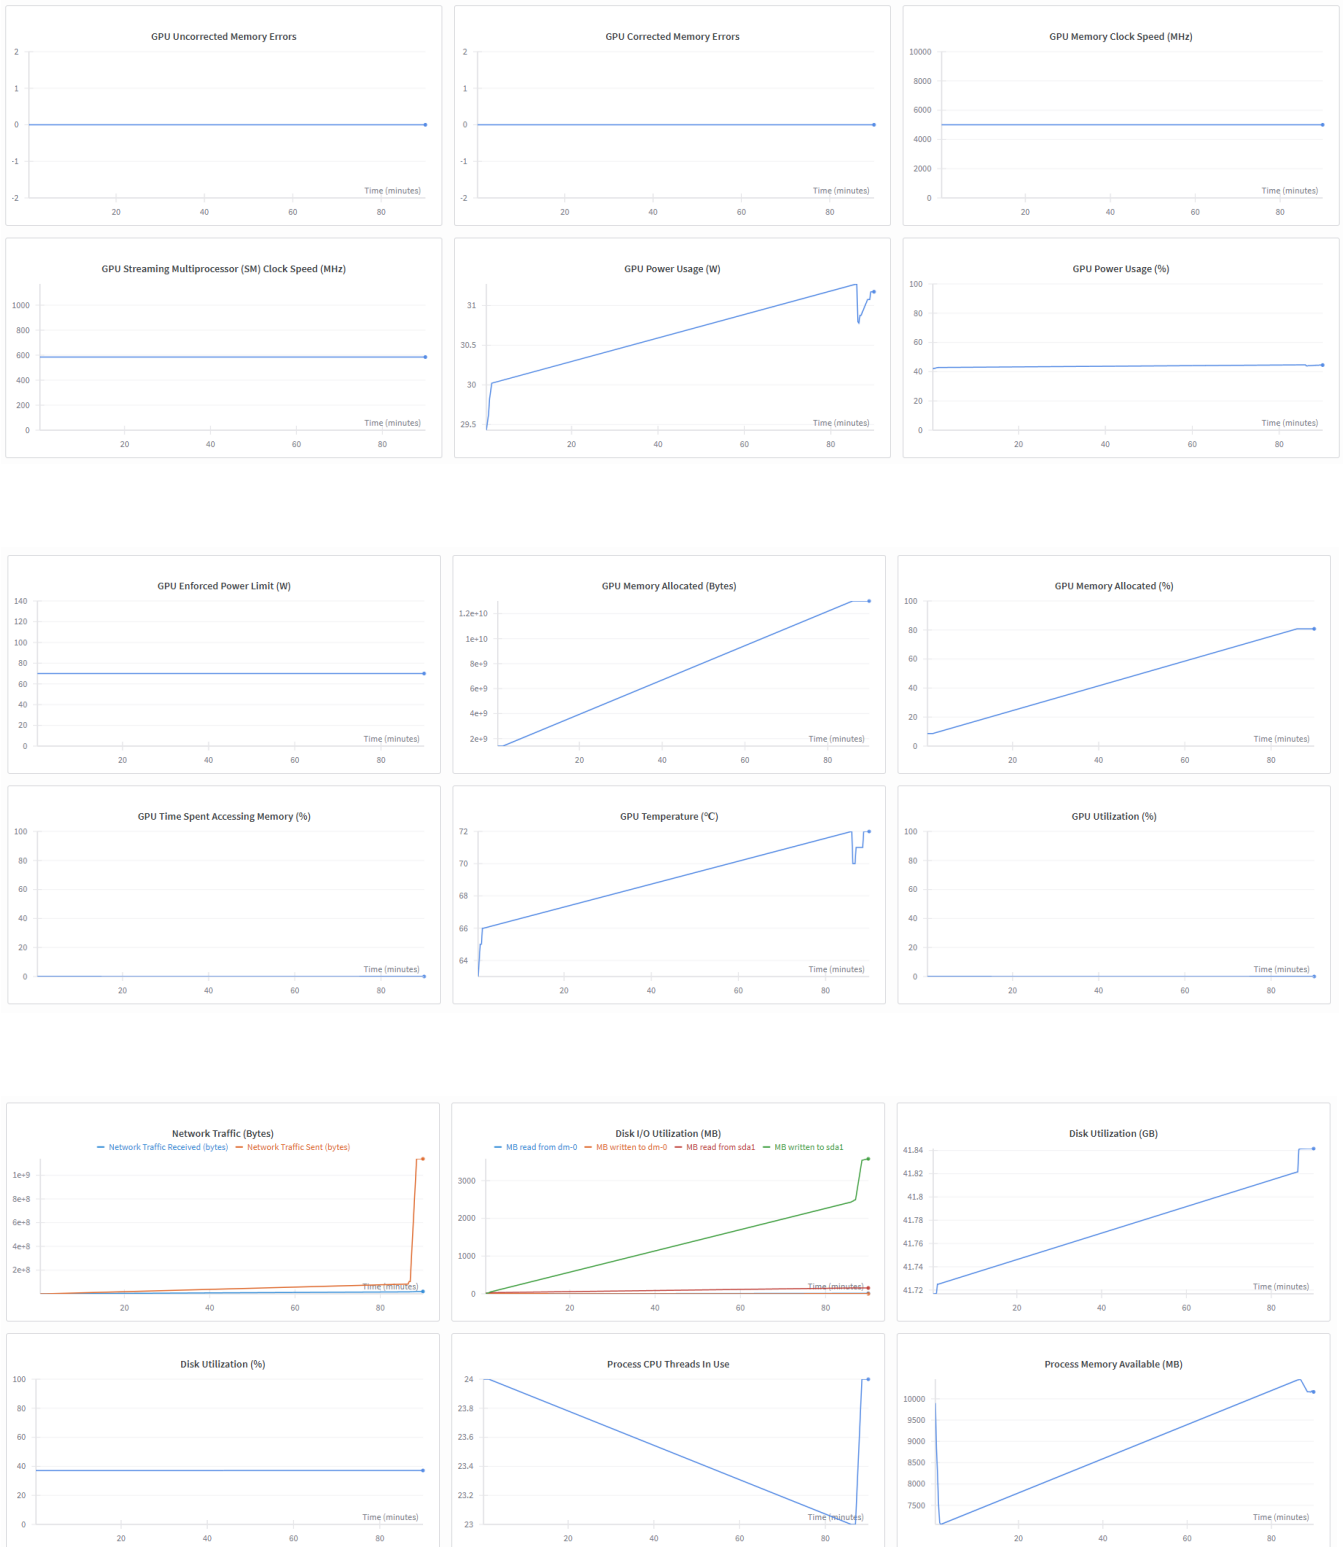 GPU Uncorrected Memory Errors
2
1
0
-1
-2
Time (minutes)
20 40 60 80
GPU Corrected Memory Errors
2
1
0
-1
-2
Time (minutes)
20 40 60 80
GPU Memory Clock Speed (MHz)
10000
8000
6000
4000
2000
0
Time (minutes)
20 40 60 80
GPU Streaming Multiprocessor (SM) Clock Speed (MHz)
1000
800
600
400
200
0
Time (minutes)
20 40 60 80
GPU Power Usage (W)
31
30.5
30
29.5
Time (minutes)
20 40 60 80
GPU Power Usage (%)
100
80
60
40
20
0
Time (minutes)
20 40 60 80
GPU Enforced Power Limit (W)
140
120
100
80
60
40
20
0
Time (minutes)
20 40 60 80
GPU Memory Allocated (Bytes)
1.2e+10
1e+10
8e+9
6e+9
4e+9
2e+9
Time (minutes)
20 40 60 80
GPU Memory Allocated (%)
100
80
60
40
20
0
Time (minutes)
20 40 60 80
GPU Time Spent Accessing Memory (%)
100
80
60
40
20
0
Time (minutes)
20 40 60 80
GPU Temperature (℃)
72
70
68
66
64
Time (minutes)
20 40 60 80
GPU Utilization (%)
100
80
60
40
20
0
Time (minutes)
20 40 60 80
Network Traffic (Bytes)
Network Traffic Received (bytes) Network Traffic Sent (bytes)
1e+9
8e+8
6e+8
4e+8
2e+8
Time (minutes)
20 40 60 80
Disk I/O Utilization (MB)
MB read from dm-0 MB written to dm-0 MB read from sda1 MB written to sda1
3000
2000
1000
0
Time (minutes)
20 40 60 80
Disk Utilization (GB)
41.84
41.82
41.8
41.78
41.76
41.74
41.72
Time (minutes)
20 40 60 80
Disk Utilization (%)
100
80
60
40
20
0
Time (minutes)
20 40 60 80
Process CPU Threads In Use
24
23.8
23.6
23.4
23.2
23
Time (minutes)
20 40 60 80
Process Memory Available (MB)
10000
9500
9000
8500
8000
7500
Time (minutes)
20 40 60 80